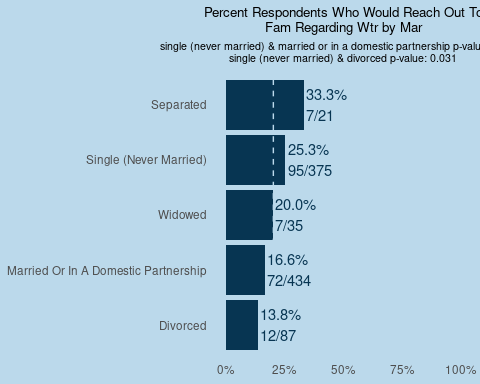 Percent Respondents Who Would Reach Out To
Fam Regarding Wtr by Mar
single (never married) & married or in a domestic partnership
single (never married) & divorced p-value: 0.031
Separated
33.3%
7/21
Single (Never Married)
25.3%
95/375
Widowed
20.0%
7/35
Married Or In A Domestic Partnership
16.6%
72/434
Divorced
13.8%
12/87
0%
25%
50%
75%
100%